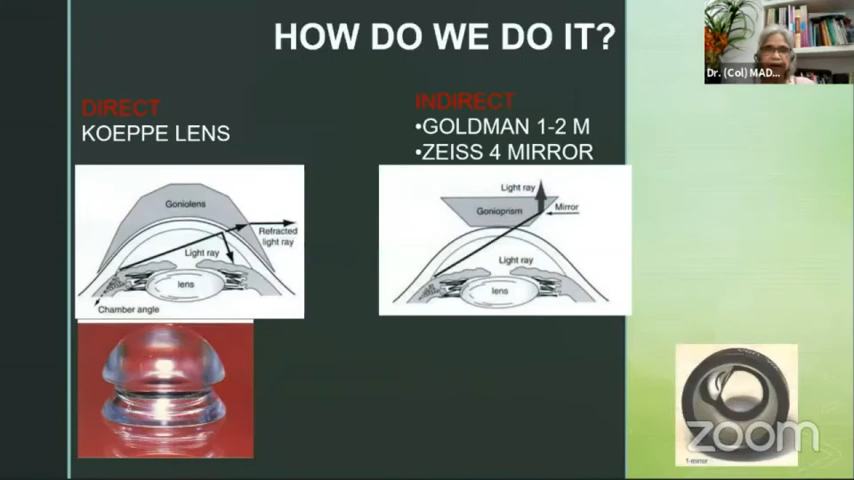 HOW DO WE DO IT?
Dr. (Col) MAD...
DIRECT
KOEPPE LENS
INDIRECT
•GOLDMAN 1-2 M
•ZEISS 4 MIRROR
Goniolens
Refracted
light ray
Light ray
lens
Chamber angle
Light ray
Mirror
Gonioprism
Light ray
lens
1-mirror
zoom